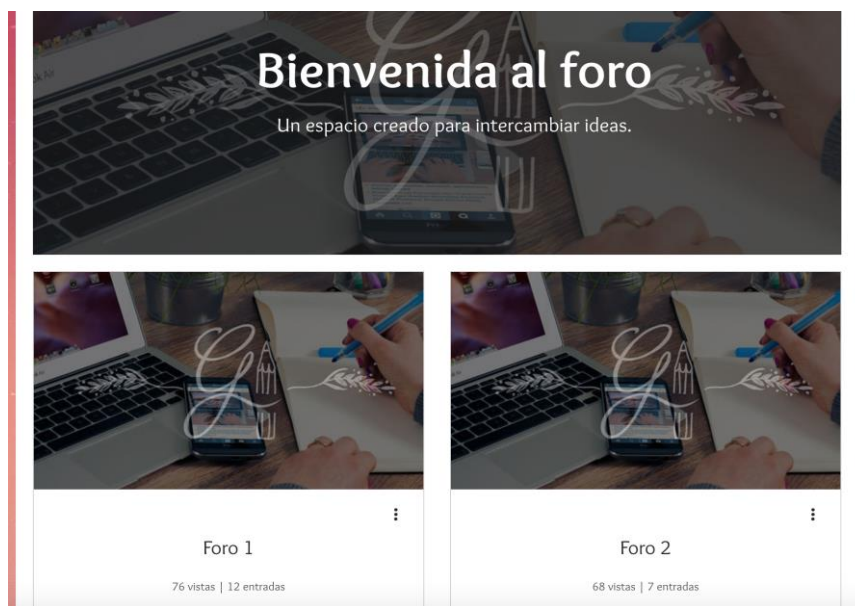 Bienvenida al foro
Un espacio creado para intercambiar ideas.
Foro 1
76 vistas | 12 entradas
Foro 2
68 vistas | 7 entradas